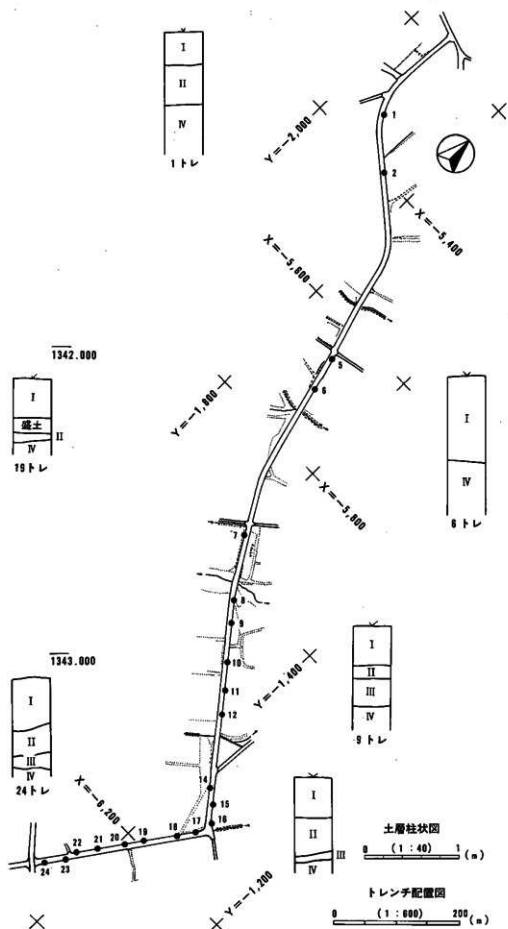 I
II
IV
1トレ
1
2
Y=-2,000
X=-5,400
X=-5,600
1342.000
I
盛土
II
IV
19トレ
5
6
Y=-1,800
I
IV
6トレ
X=-5,800
7
8
9
10
11
12
Y=-1,400
1343.000
I
II
III
IV
24トレ
I
II
III
IV
9トレ
X=-6,200
14
15
16
17
18
19
20
21
22
23
24
Y=-1,200
I
II
III
IV
土層柱状図
0 (1:40) 1 (m)
トレンチ配置図
0 (1:600) 200 (m)